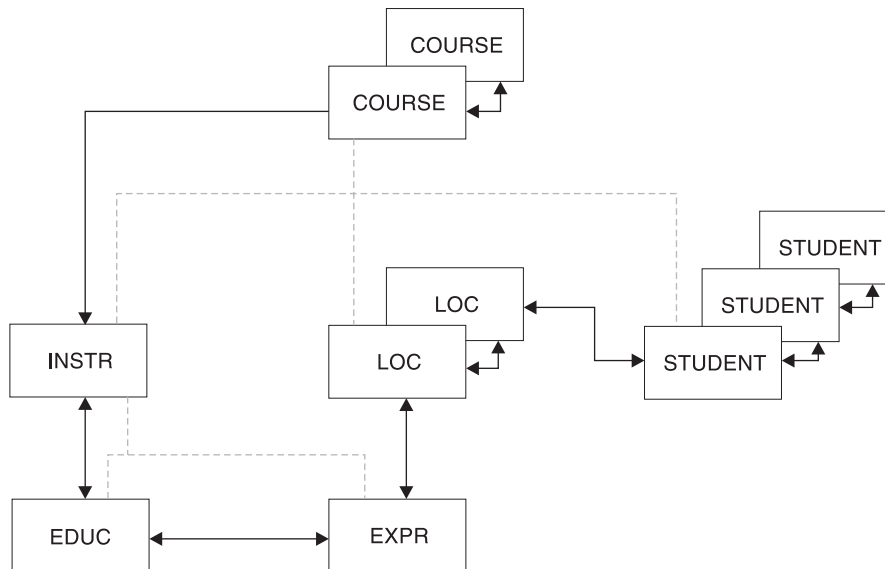 COURSE
COURSE
STUDENT
STUDENT
LOC
INSTR
LOC
STUDENT
EDUC
EXPR